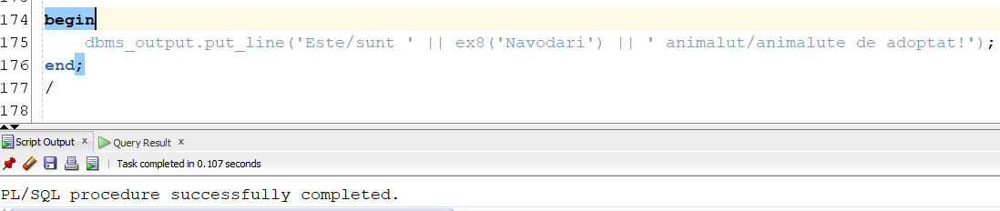 174 begin
175 dbms_output.put_line('Este/sunt ' || ex8('Navodari') || ' animalut/animalute de adoptat!');
176 end;
177 /
178
Script Output x Query Result x
Task completed in 0.107 seconds
PL/SQL procedure successfully completed.